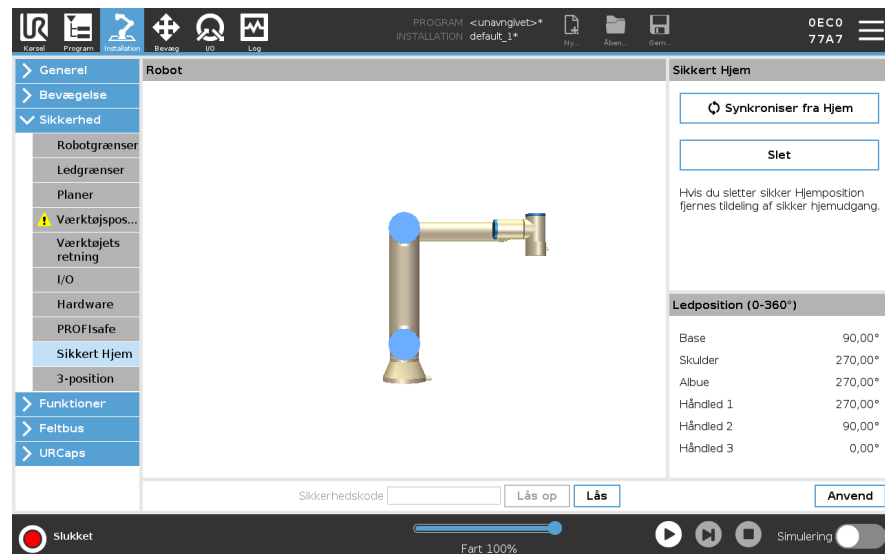 UR
Kørsel
Program
Installation
Bevæg
I/O
Log
PROGRAM <unavngivet>*
INSTALLATION default_1*
Ny...
Åben...
Gem...
0EC0
77A7
Generel
Bevægelse
Sikkerhed
Robotgrænser
Ledgrænser
Planer
Værktøjspos...
Værktøjets
retning
I/O
Hardware
PROFIsafe
Sikkert Hjem
3-position
Funktioner
Feltbus
URCaps
Robot
Sikkert Hjem
Synkroniser fra Hjem
Slet
Hvis du sletter sikker Hjemposition
fjernes tildeling af sikker hjemudgang.
Ledposition (0-360°)
Base 90,00°
Skulder 270,00°
Albue 270,00°
Håndled 1 270,00°
Håndled 2 90,00°
Håndled 3 0,00°
Sikkerhedskode Lås op Lås Anvend
Slukket
Fart 100%
Simulering